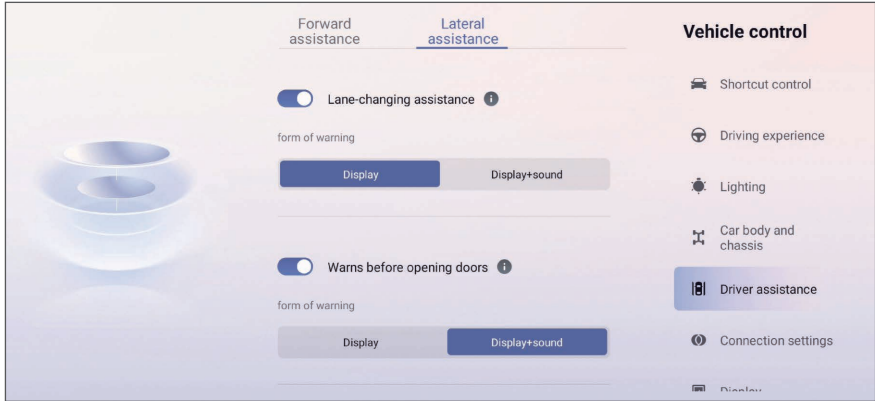 Forward
assistance
Lateral
assistance
Lane-changing assistance
form of warning
Display
Display+sound
Warns before opening doors
form of warning
Display
Display+sound
Vehicle control
Shortcut control
Driving experience
Lighting
Car body and
chassis
Driver assistance
Connection settings
Display